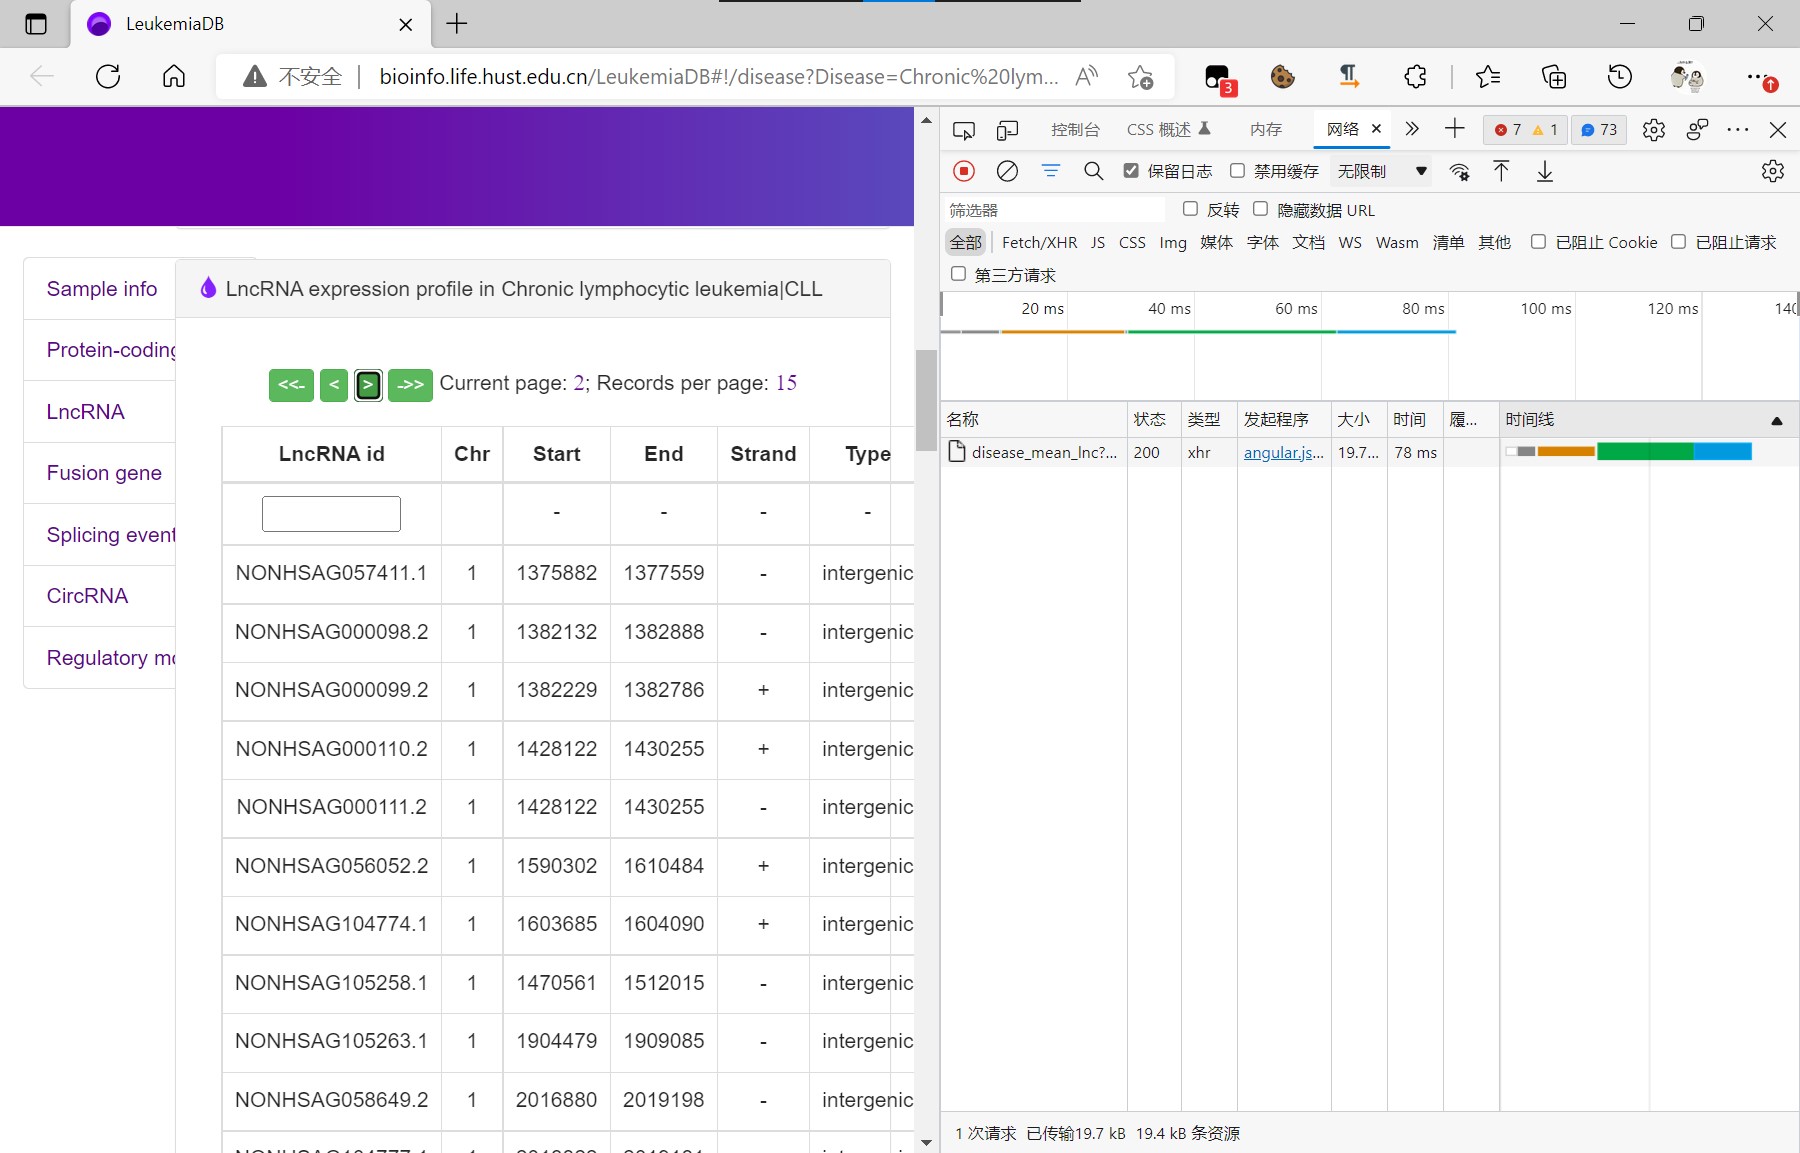 LeukemiaDB
不安全 bioinfo.life.hust.edu.cn/LeukemiaDB#!/disease?Disease=Chronic%20lym...
3
控制台 CSS 概述 内存 网络 7 1 73
保留日志 禁用缓存 无限制
筛选器 反转 隐藏数据 URL
全部 Fetch/XHR JS CSS Img 媒体 字体 文档 WS Wasm 清单 其他 已阻止 Cookie 已阻止请求
第三方请求
20 ms 40 ms 60 ms 80 ms 100 ms 120 ms 140
名称 状态 类型 发起程序 大小 时间 履... 时间线
disease_mean_lnc?... 200 xhr angular.js... 19.7... 78 ms
1 次请求 已传输19.7 kB 19.4 kB 条资源
Sample info
Protein-coding
LncRNA
Fusion gene
Splicing event
CircRNA
Regulatory mo
LncRNA expression profile in Chronic lymphocytic leukemia|CLL
<<- < > ->> Current page: 2; Records per page: 15
LncRNA id Chr Start End Strand Type
- - - -
NONHSAG057411.1 1 1375882 1377559 - intergenic
NONHSAG000098.2 1 1382132 1382888 - intergenic
NONHSAG000099.2 1 1382229 1382786 + intergenic
NONHSAG000110.2 1 1428122 1430255 + intergenic
NONHSAG000111.2 1 1428122 1430255 - intergenic
NONHSAG056052.2 1 1590302 1610484 + intergenic
NONHSAG104774.1 1 1603685 1604090 + intergenic
NONHSAG105258.1 1 1470561 1512015 - intergenic
NONHSAG105263.1 1 1904479 1909085 - intergenic
NONHSAG058649.2 1 2016880 2019198 - intergenic